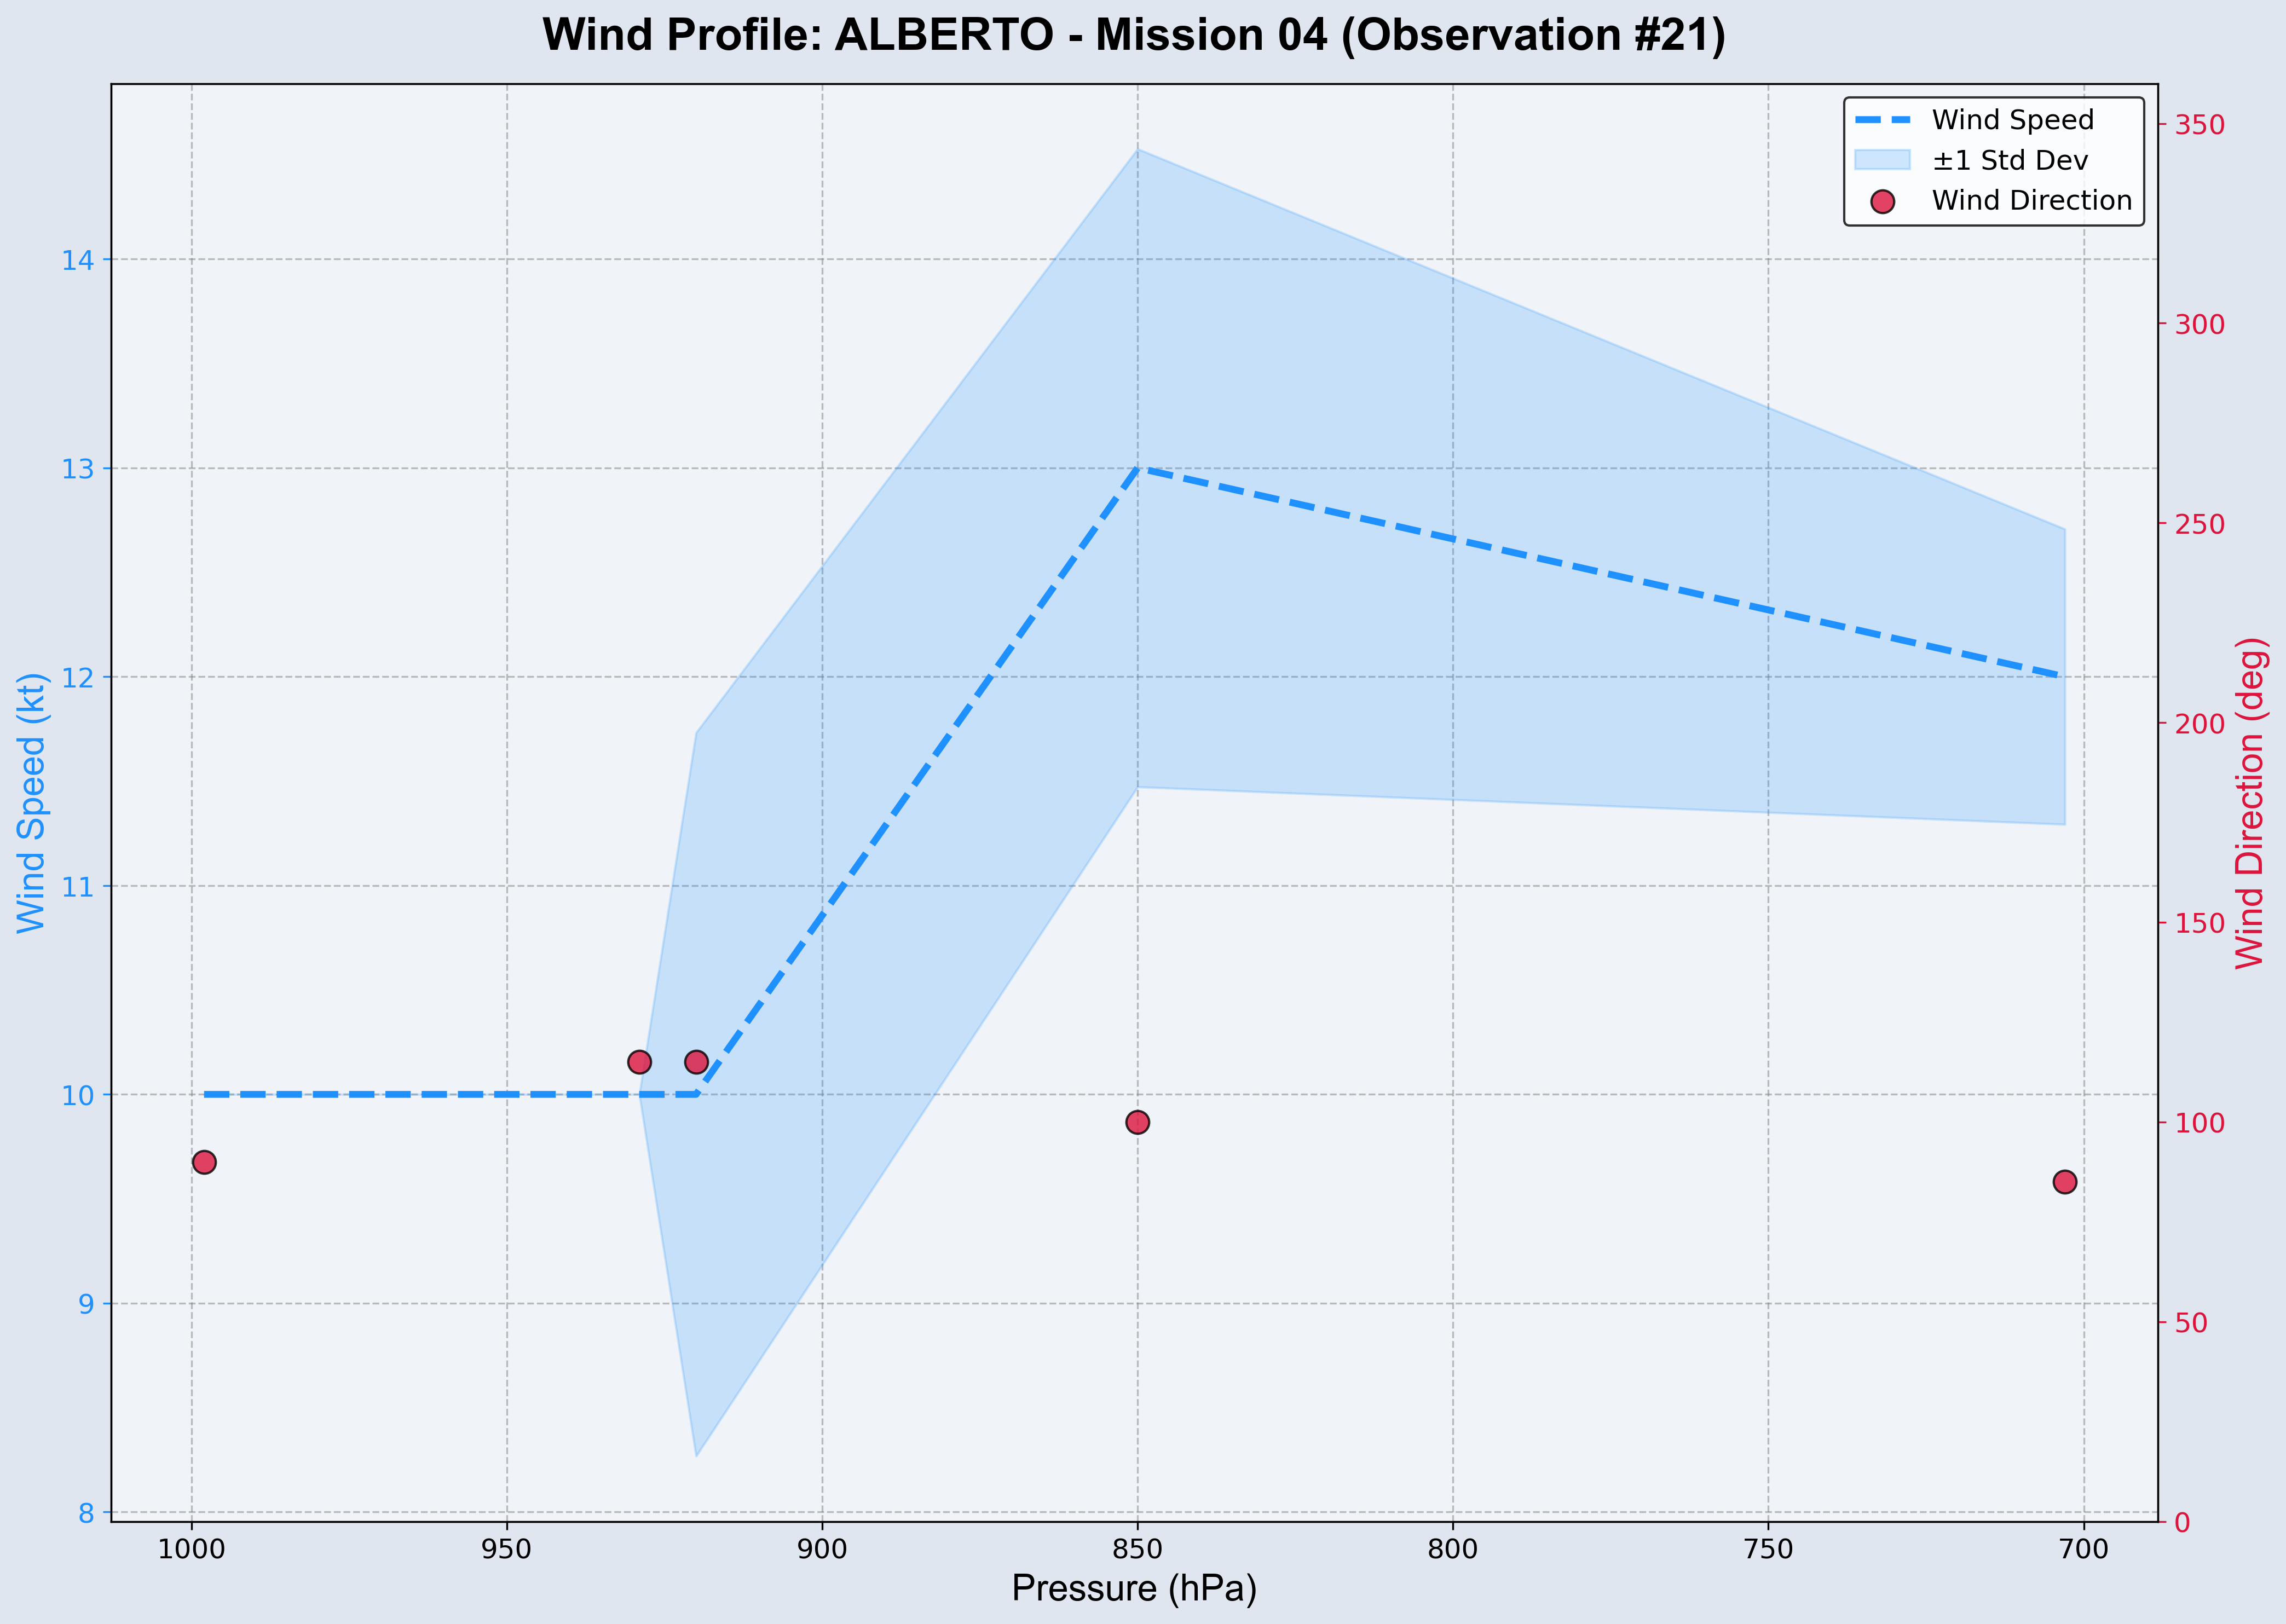 Wind Profile: ALBERTO - Mission 04 (Observation #21)
Wind Speed
±1 Std Dev
Wind Direction
14
13
12
11
10
9
8
Wind Speed (kt)
350
300
250
200
150
100
50
0
Wind Direction (deg)
1000 950 900 850 800 750 700
Pressure (hPa)